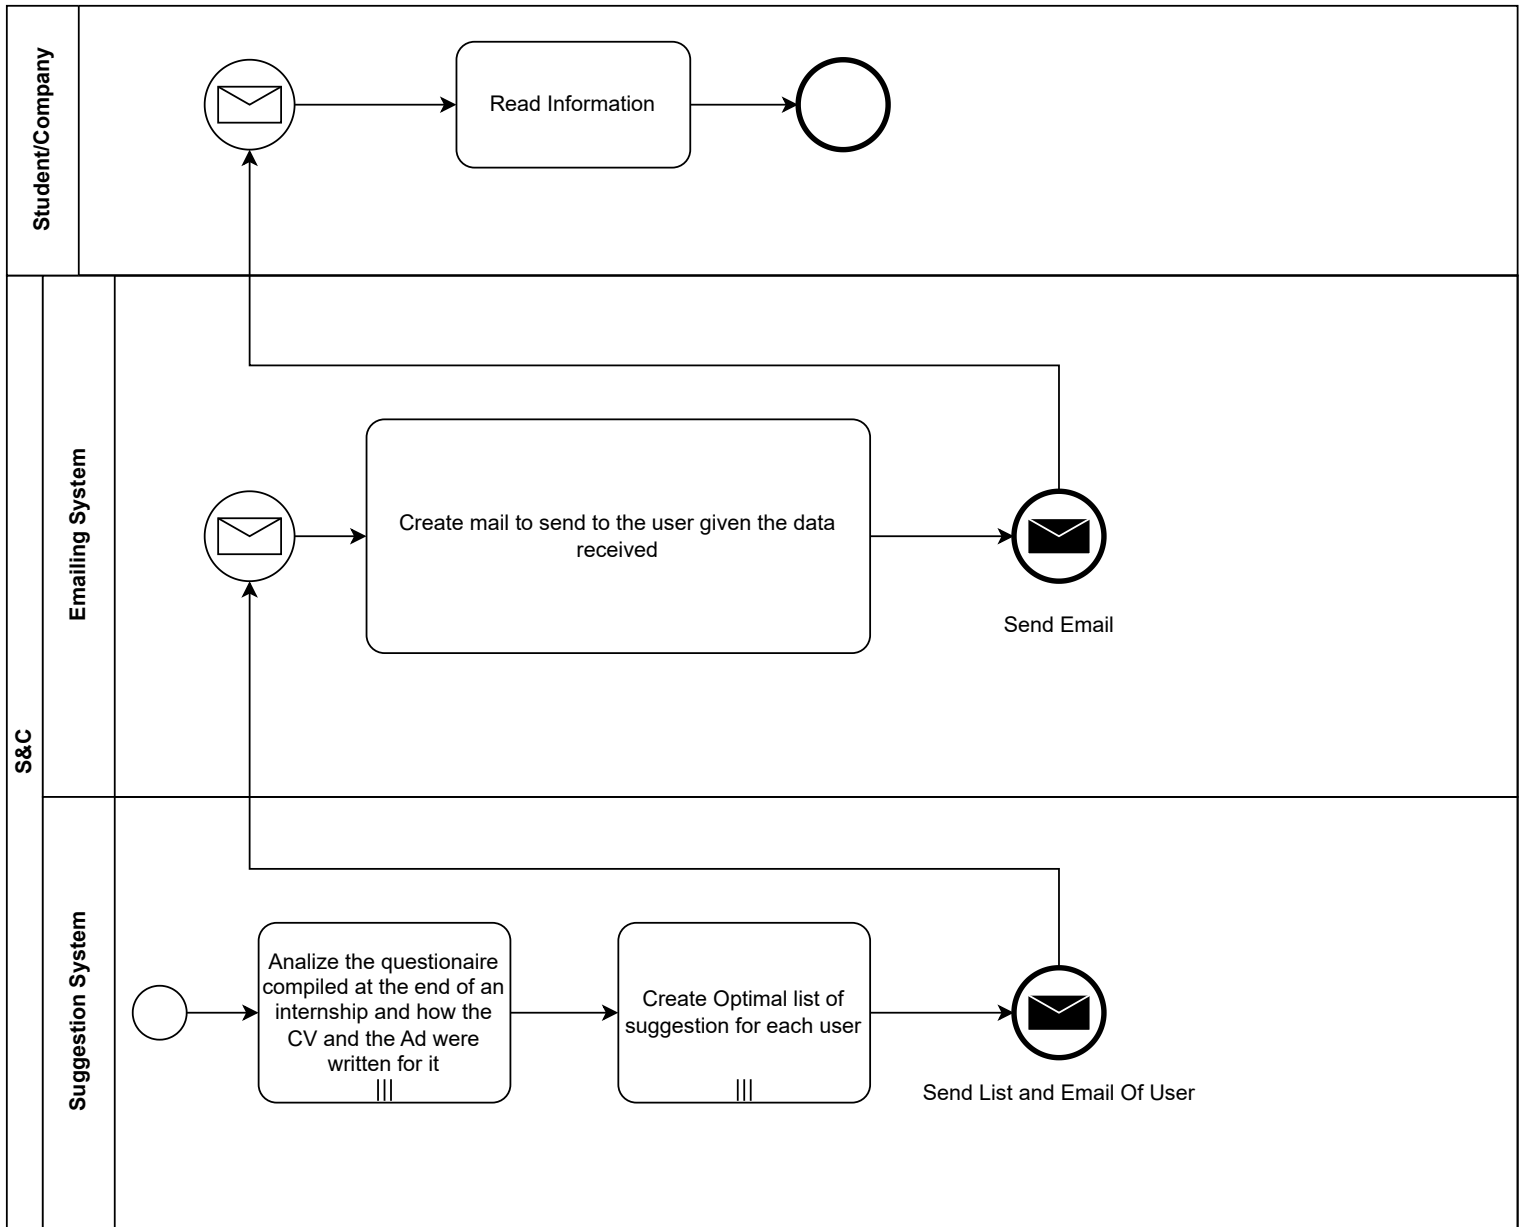 Student/Company
Read Information
S&C
Emailing System
Create mail to send to the user given the data
received
Send Email
Suggestion System
Analize the questionaire
compiled at the end of an
internship and how the
CV and the Ad were
written for it
Create Optimal list of
suggestion for each user
Send List and Email Of User